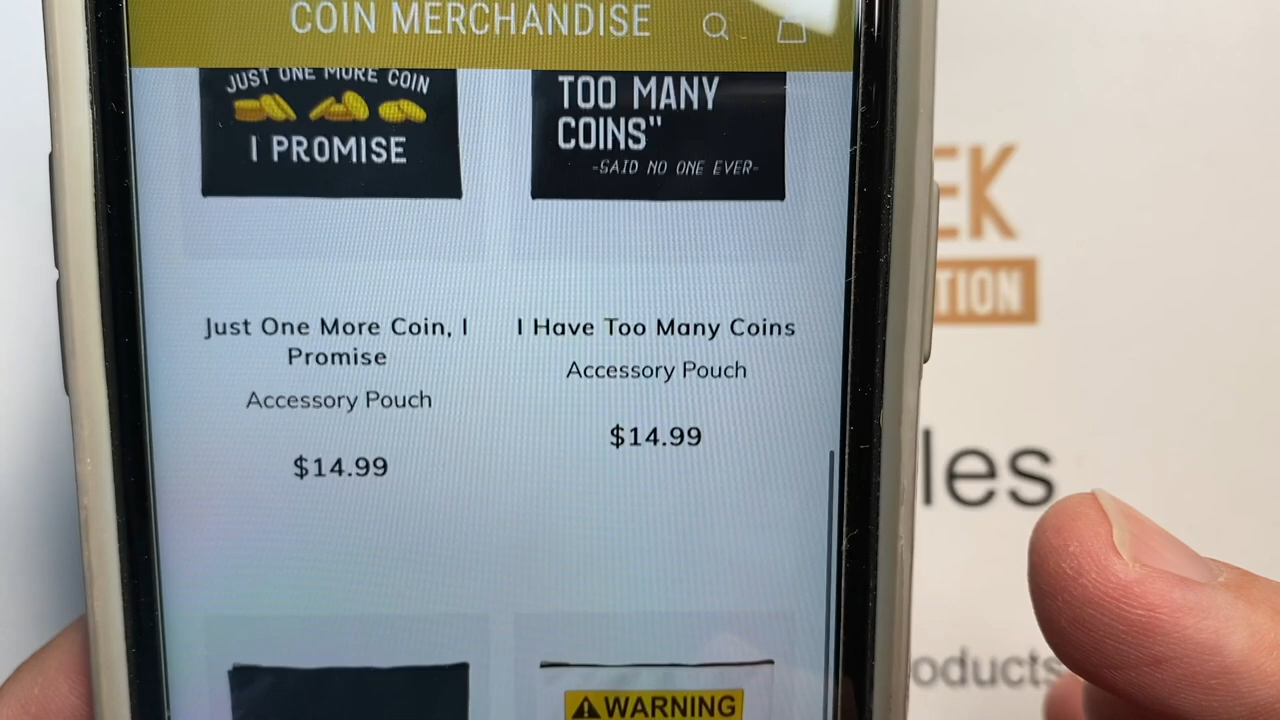 COIN MERCHANDISE
JUST ONE MORE COIN
I PROMISE
TOO MANY
COINS"
-SAID NO ONE EVER-
Just One More Coin, I
Promise
Accessory Pouch
$14.99
I Have Too Many Coins
Accessory Pouch
$14.99
WARNING
EK
TION
les
oducts